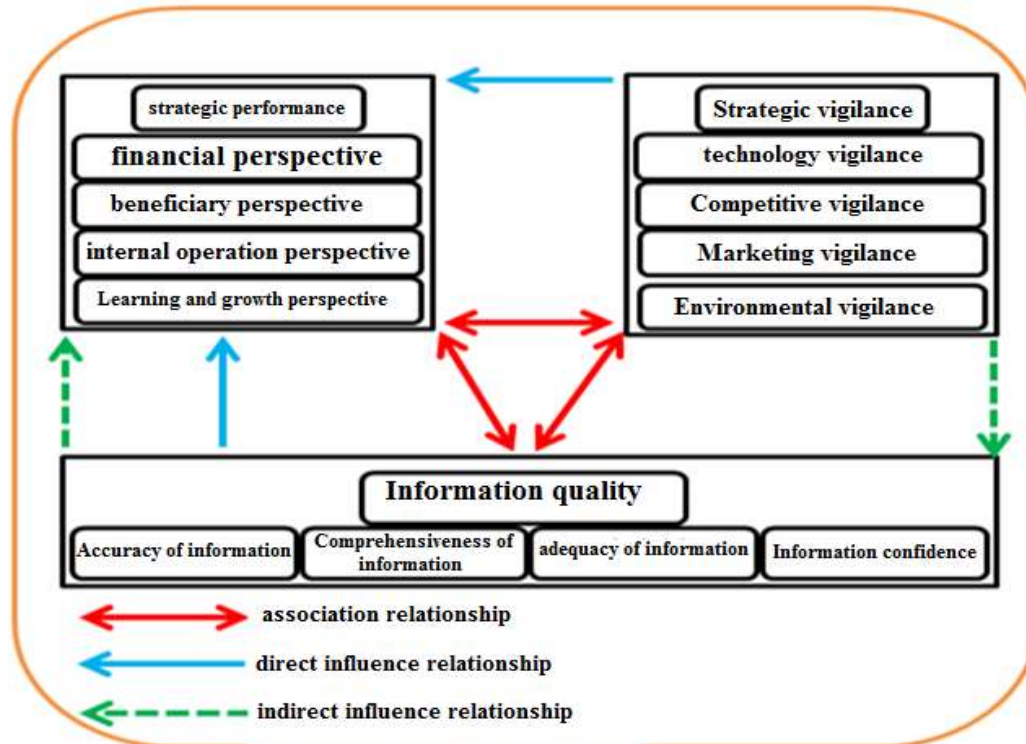 strategic performance
financial perspective
beneficiary perspective
internal operation perspective
Learning and growth perspective
Strategic vigilance
technology vigilance
Competitive vigilance
Marketing vigilance
Environmental vigilance
Information quality
Accuracy of information
Comprehensiveness of
information
adequacy of information
Information confidence
association relationship
direct influence relationship
indirect influence relationship